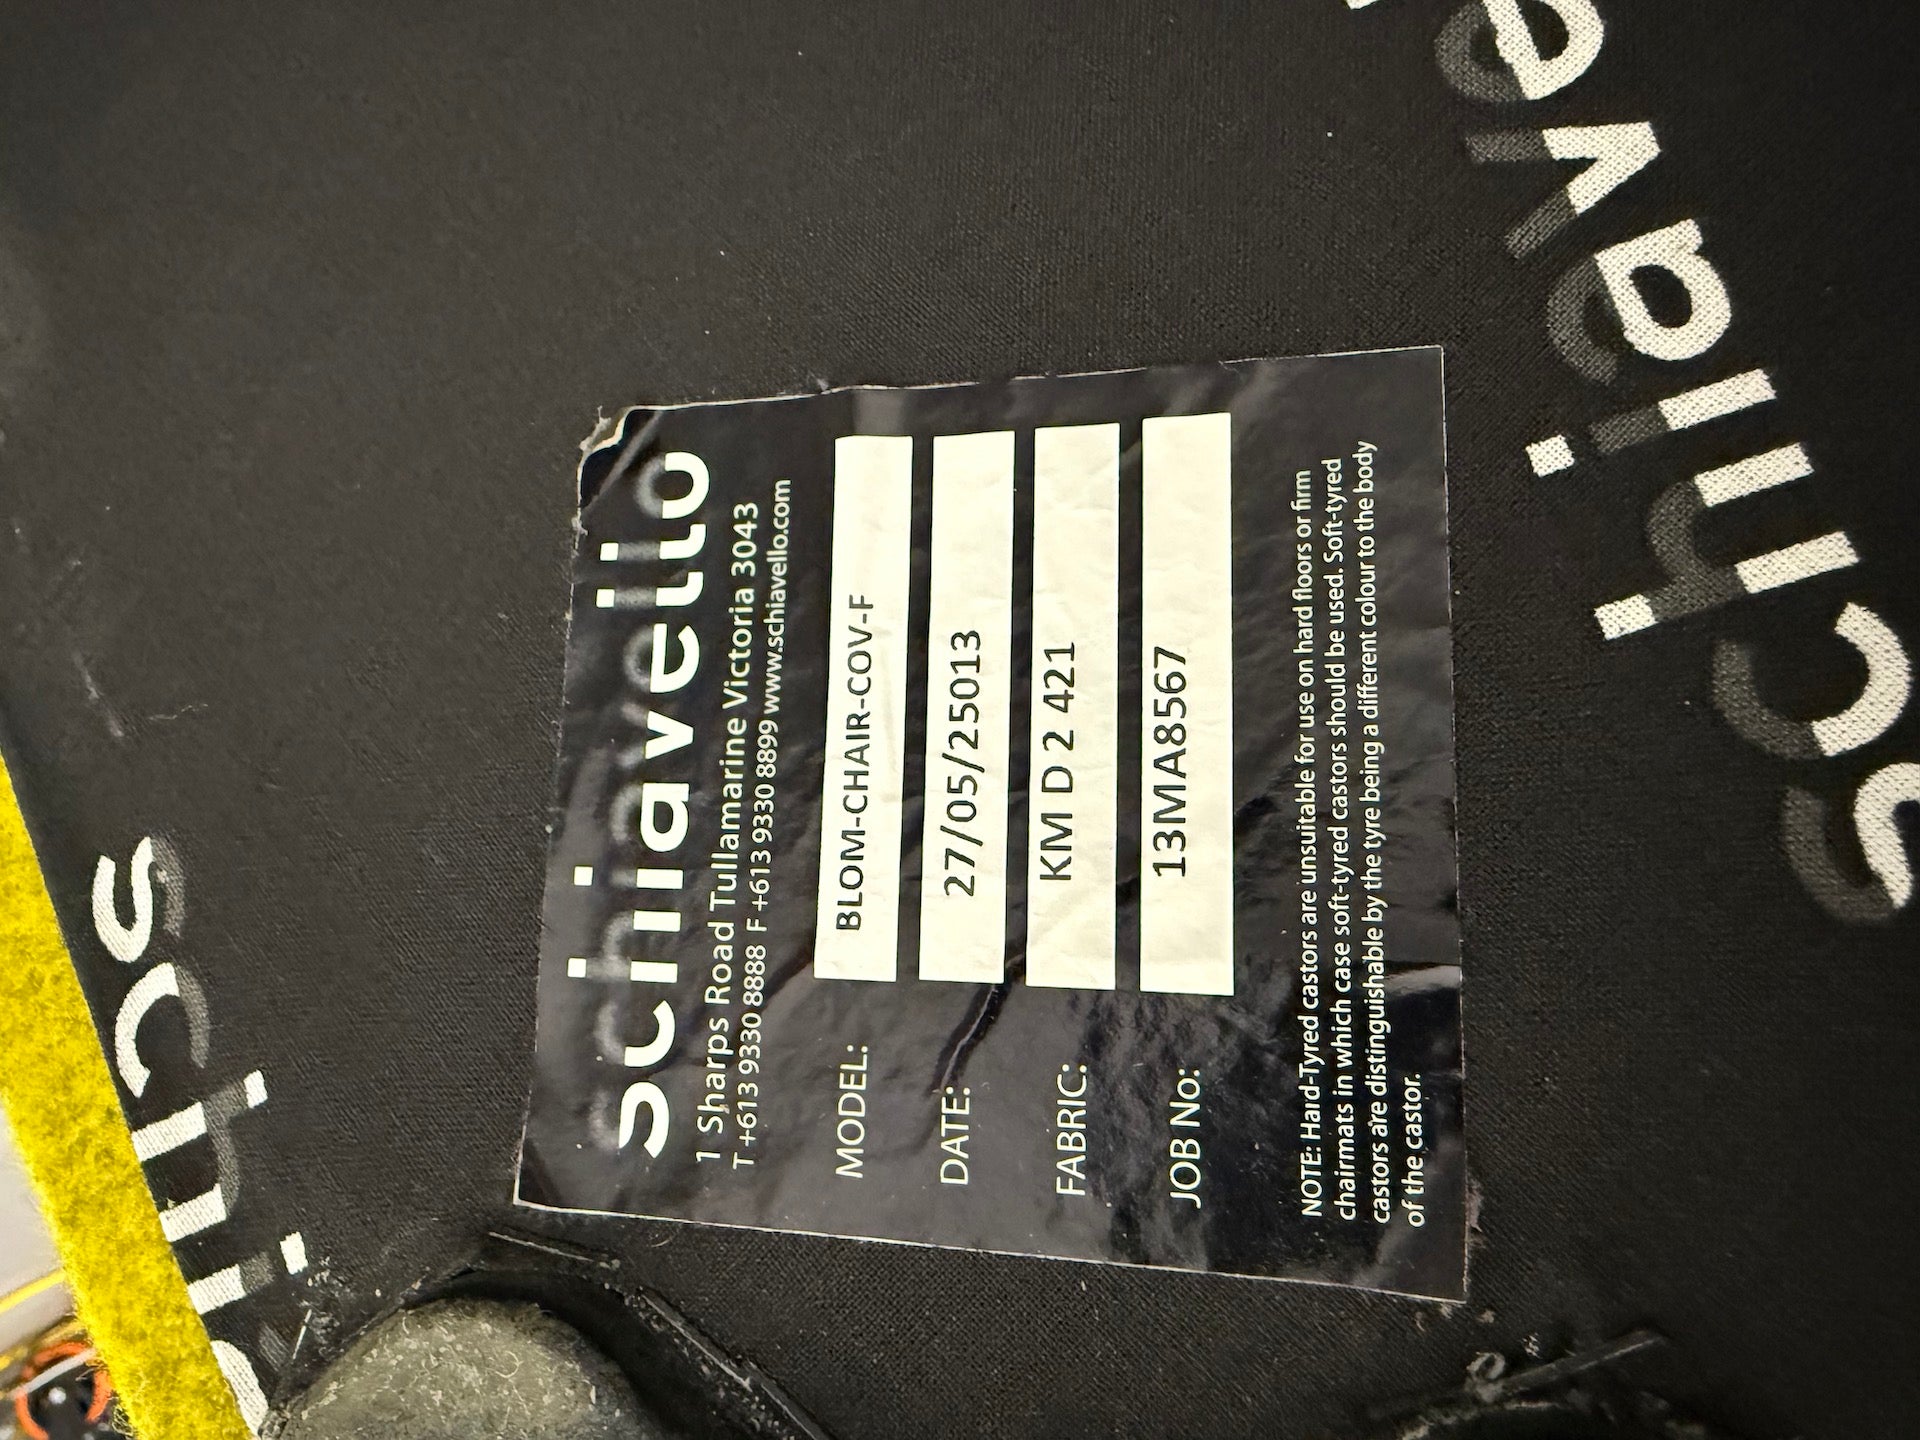 schiavello
1 Sharps Road Tullamarine Victoria 3043
T +613 9330 8888 F +613 9330 8899 www.schiavello.com
MODEL: BLOM-CHAIR-COV-F
DATE: 27/05/25013
FABRIC: KM D 2 421
JOB No: 13MA8567
NOTE: Hard-Tyred castors are unsuitable for use on hard floors or firm
chairmats in which case soft-tyred castors should be used. Soft-tyred
castors are distinguishable by the tyre being a different colour to the body
of the castor.
schiave
schia